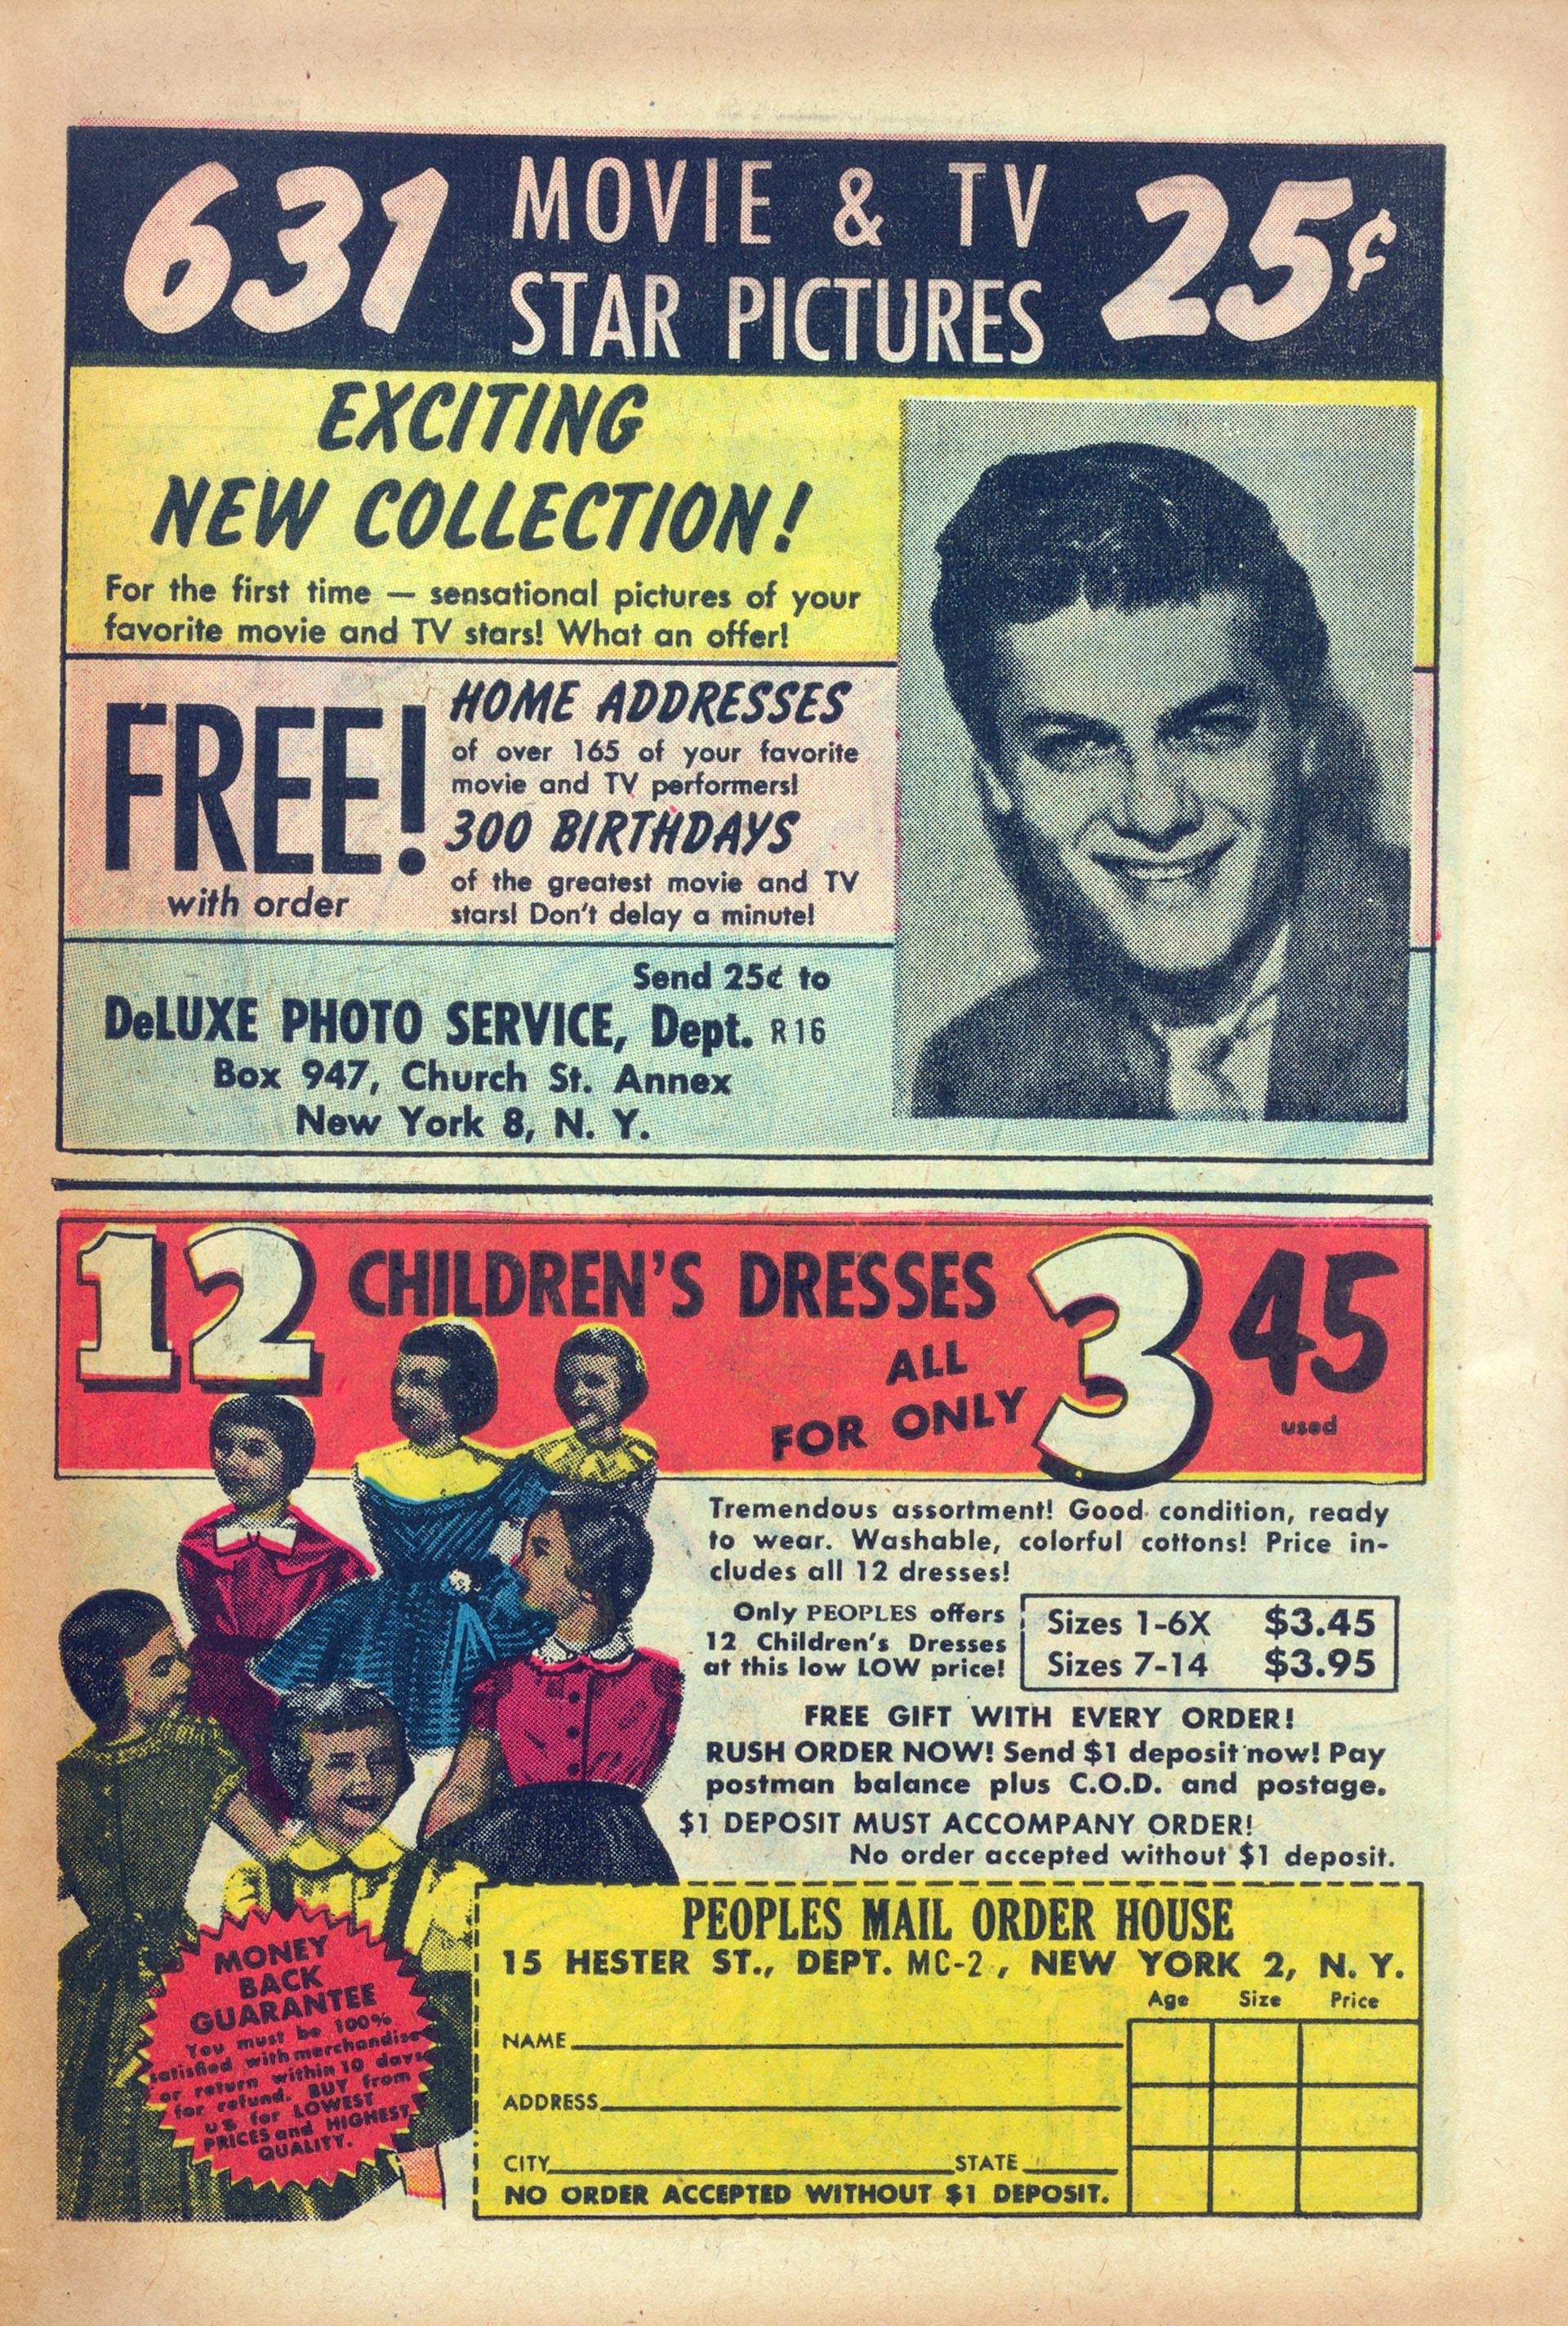 631 MOVIE & TV 25¢
STAR PICTURES
EXCITING
NEW COLLECTION!
For the first time — sensational pictures of your
favorite movie and TV stars! What an offer!
FREE!
with order
HOME ADDRESSES
of over 165 of your favorite
movie and TV performers!
300 BIRTHDAYS
of the greatest movie and TV
stars! Don't delay a minute!
Send 25¢ to
DeLUXE PHOTO SERVICE, Dept. R16
Box 947, Church St. Annex
New York 8, N. Y.
12 CHILDREN'S DRESSES
ALL
FOR ONLY
3 45
used
Tremendous assortment! Good condition, ready
to wear. Washable, colorful cottons! Price in-
cludes all 12 dresses!
Only PEOPLES offers
12 Children's Dresses
at this low LOW price!
Sizes 1-6X $3.45
Sizes 7-14 $3.95
FREE GIFT WITH EVERY ORDER!
RUSH ORDER NOW! Send $1 deposit now! Pay
postman balance plus C.O.D. and postage.
$1 DEPOSIT MUST ACCOMPANY ORDER!
No order accepted without $1 deposit.
MONEY
BACK
GUARANTEE
You must be 100%
satisfied with merchandise
or return within 10 days
for refund. BUY from
us for LOWEST
PRICES and HIGHEST
QUALITY.
PEOPLES MAIL ORDER HOUSE
15 HESTER ST., DEPT. MC-2, NEW YORK 2, N. Y.
Age Size Price
NAME
ADDRESS
CITY STATE
NO ORDER ACCEPTED WITHOUT $1 DEPOSIT.